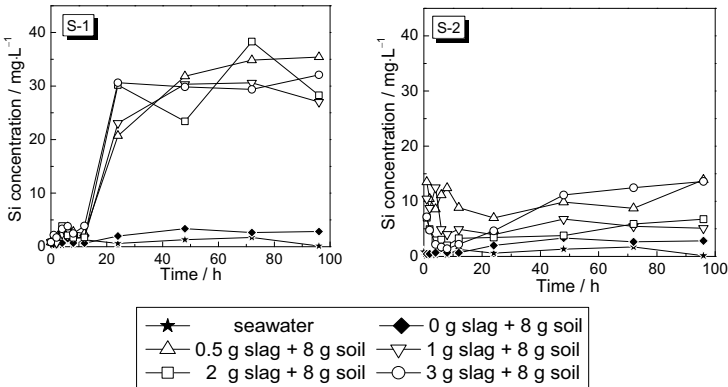 S-1
Si concentration / mg·L⁻¹
40
30
20
10
0
0 20 40 60 80 100
Time / h
S-2
Si concentration / mg·L⁻¹
40
30
20
10
0
0 20 40 60 80 100
Time / h
seawater
0 g slag + 8 g soil
0.5 g slag + 8 g soil
1 g slag + 8 g soil
2 g slag + 8 g soil
3 g slag + 8 g soil